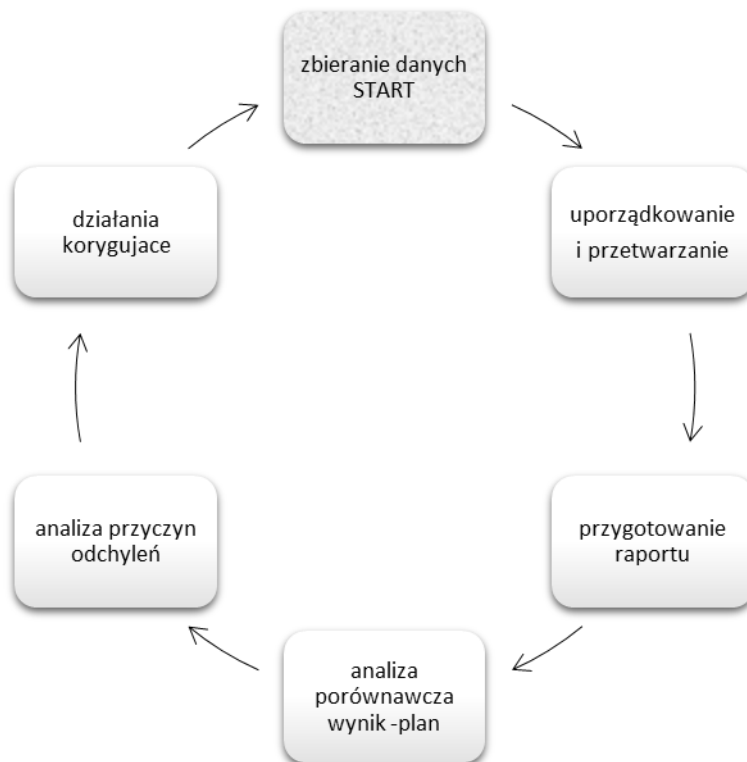 zbieranie danych
START
uporządkowanie
i przetwarzanie
przygotowanie
raportu
analiza
porównawcza
wynik -plan
analiza przyczyn
odchyleń
działania
korygujace